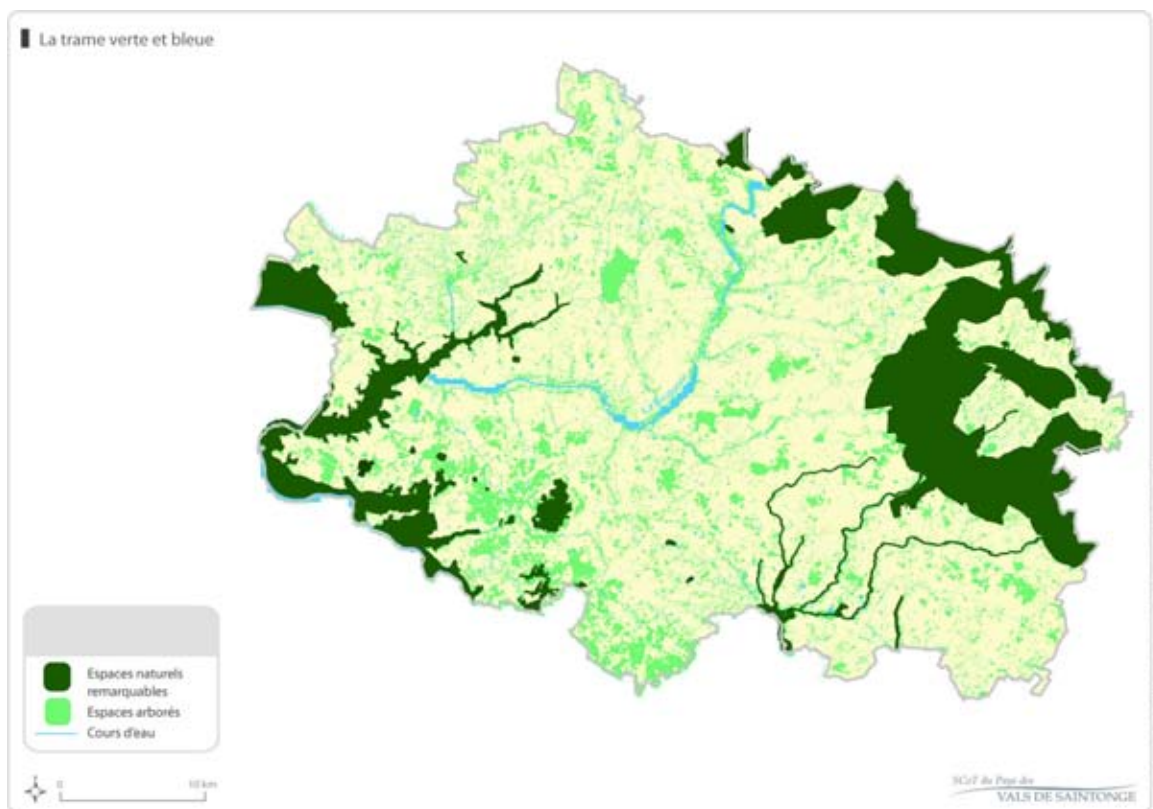 La trame verte et bleue
Espaces naturels
remarquables
Espaces arborés
Cours d'eau
0
10 km
SCoT du Pays des
VALS DE SAINTONGE